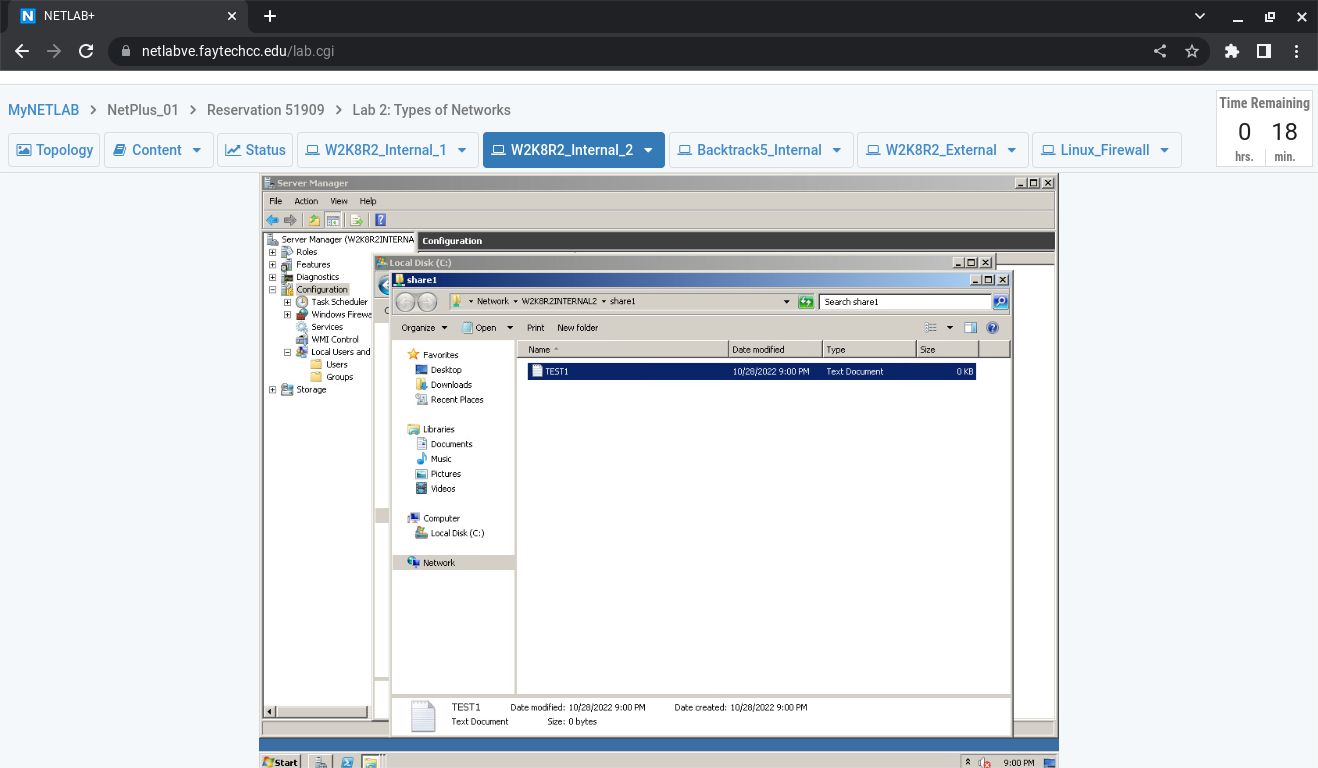 NETLAB+
netlabve.faytechcc.edu/lab.cgi
MyNETLAB > NetPlus_01 > Reservation 51909 > Lab 2: Types of Networks
Time Remaining
0 18
hrs. min.
Topology Content Status W2K8R2_Internal_1 W2K8R2_Internal_2 Backtrack5_Internal W2K8R2_External Linux_Firewall
Server Manager
File Action View Help
Server Manager (W2K8R2INTERNA
Configuration
Roles
Features
Diagnostics
Configuration
Task Scheduler
Windows Firewa
Services
WMI Control
Local Users and
Users
Groups
Storage
Local Disk (C:)
share1
Network W2K8R2INTERNAL2 share1
Search share1
Organize Open Print New folder
Favorites
Desktop
Downloads
Recent Places
Libraries
Documents
Music
Pictures
Videos
Computer
Local Disk (C:)
Network
Name Date modified Type Size
TEST1 10/28/2022 9:00 PM Text Document 0 KB
TEST1 Date modified: 10/28/2022 9:00 PM Date created: 10/28/2022 9:00 PM
Text Document Size: 0 bytes
Start
9:00 PM